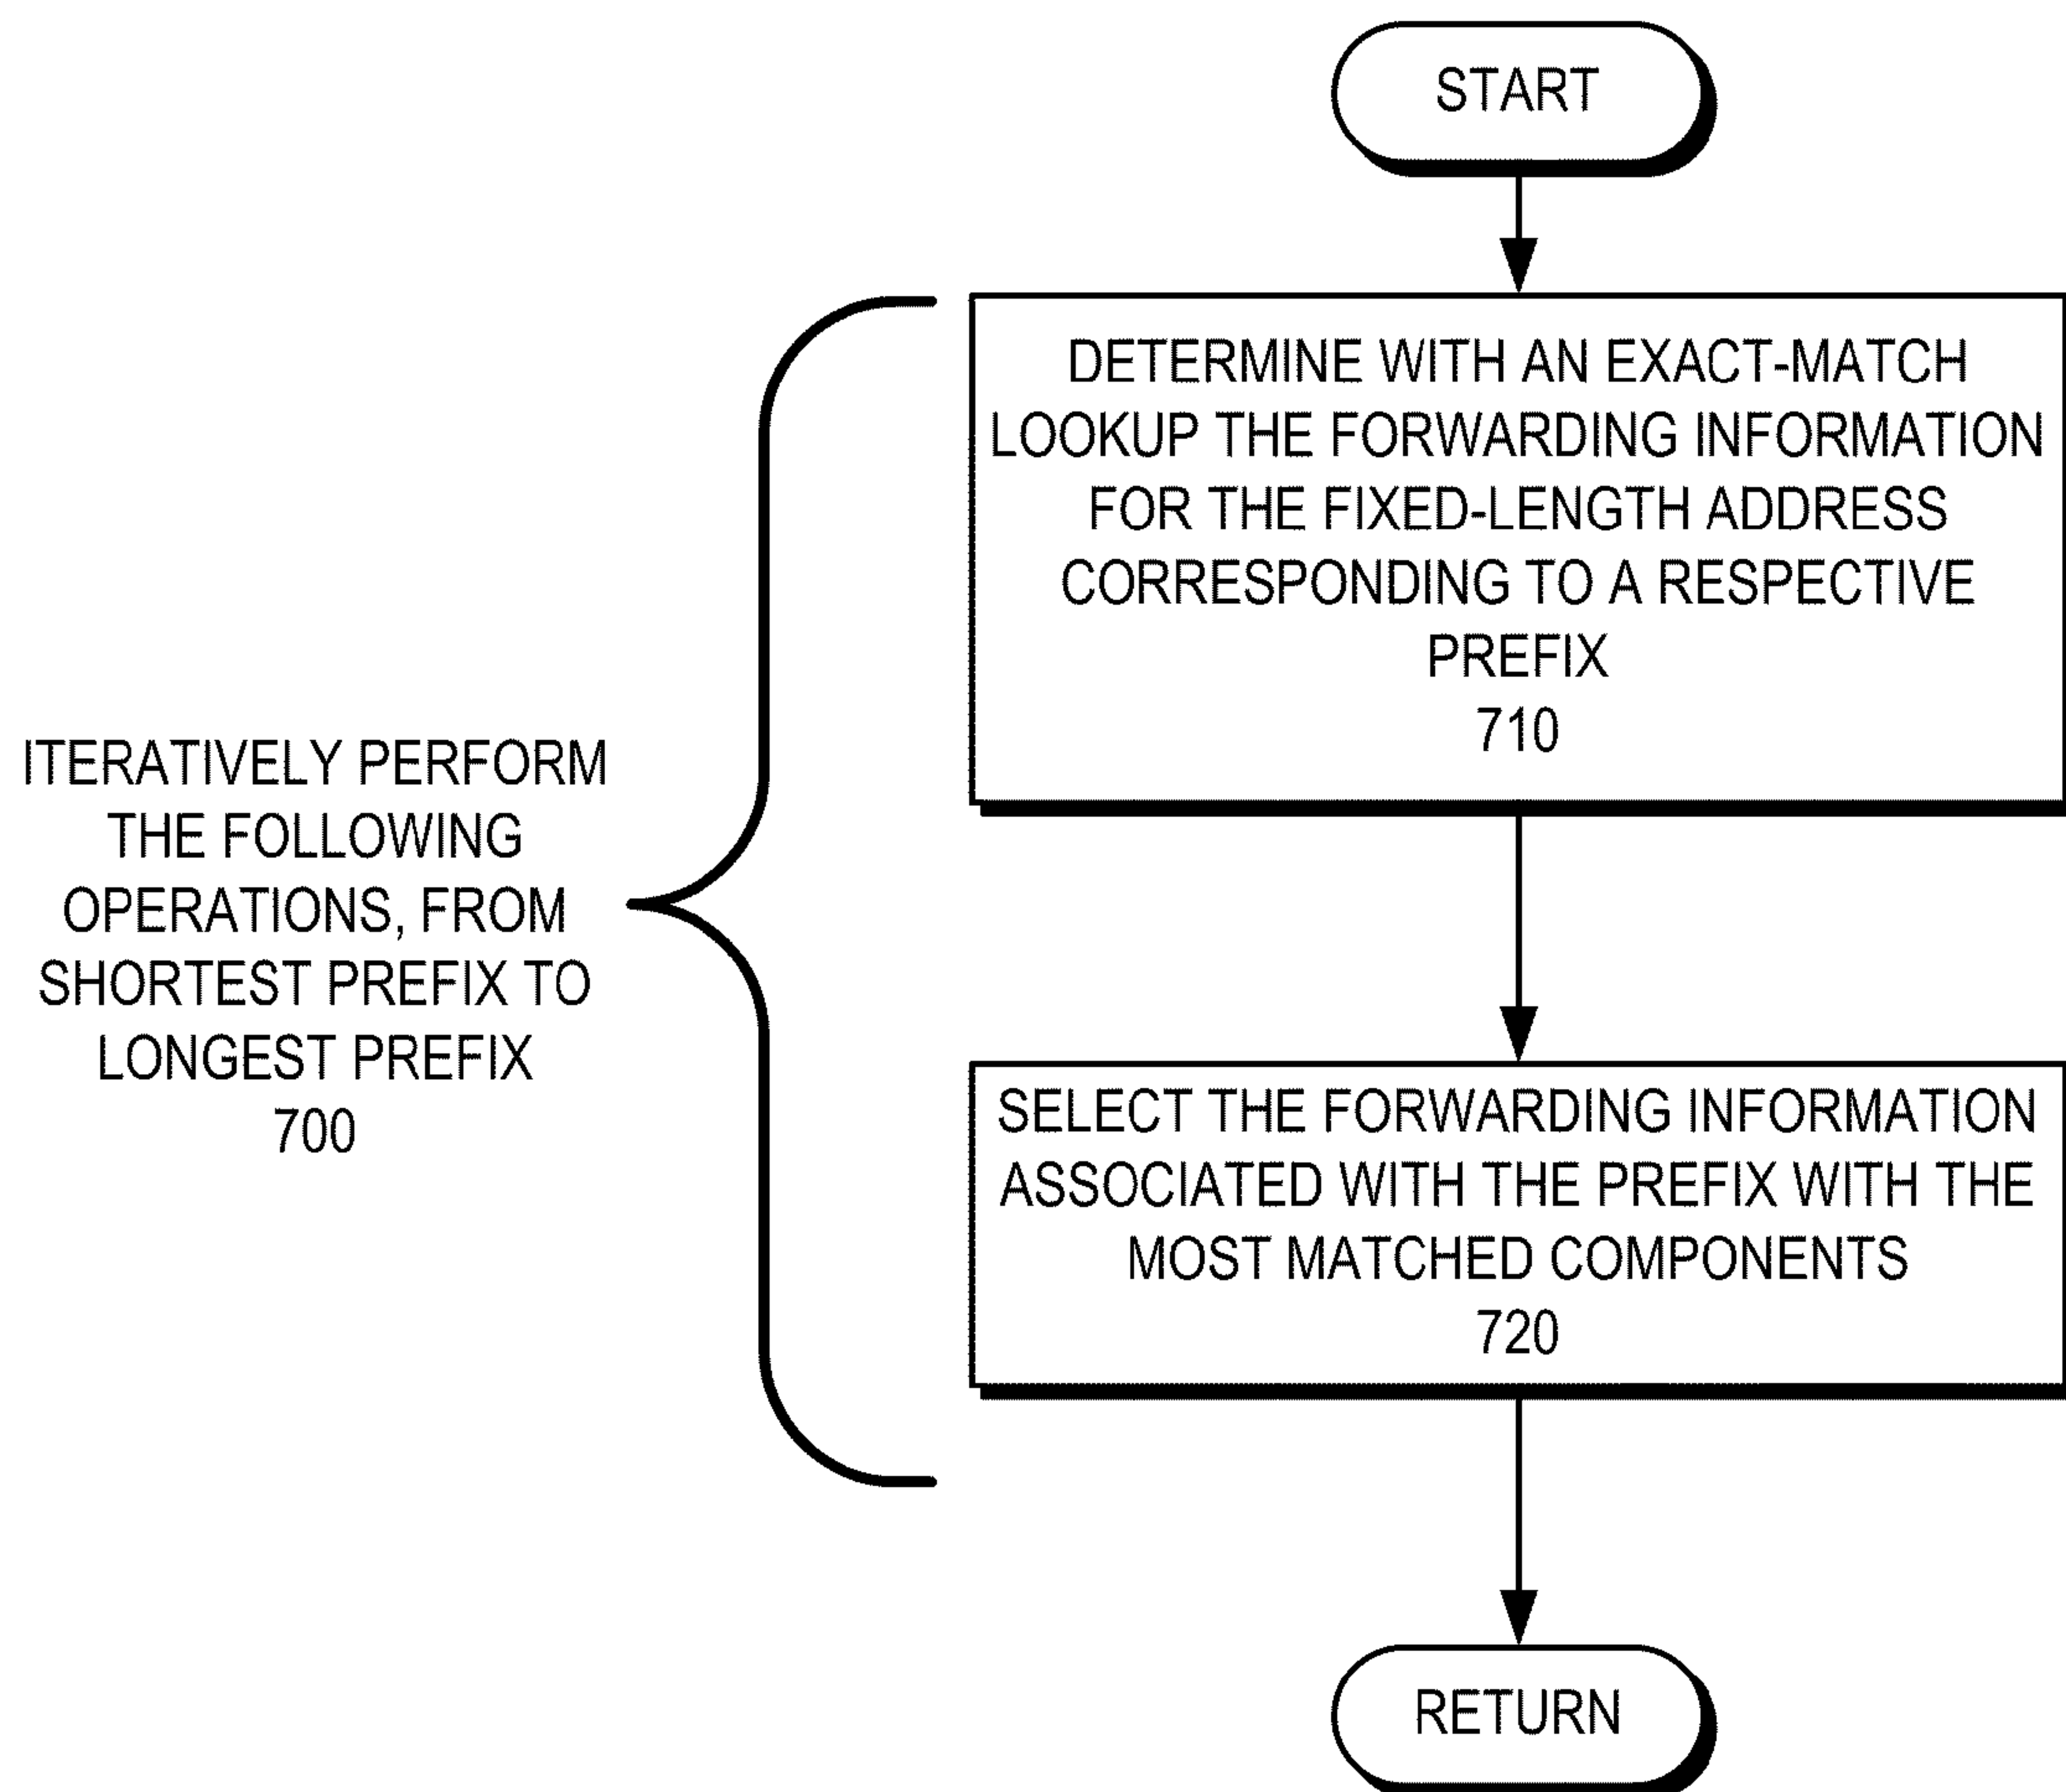 START
DETERMINE WITH AN EXACT-MATCH
LOOKUP THE FORWARDING INFORMATION
FOR THE FIXED-LENGTH ADDRESS
CORRESPONDING TO A RESPECTIVE
PREFIX
710
ITERATIVELY PERFORM
THE FOLLOWING
OPERATIONS, FROM
SHORTEST PREFIX TO
LONGEST PREFIX
700
SELECT THE FORWARDING INFORMATION
ASSOCIATED WITH THE PREFIX WITH THE
MOST MATCHED COMPONENTS
720
RETURN